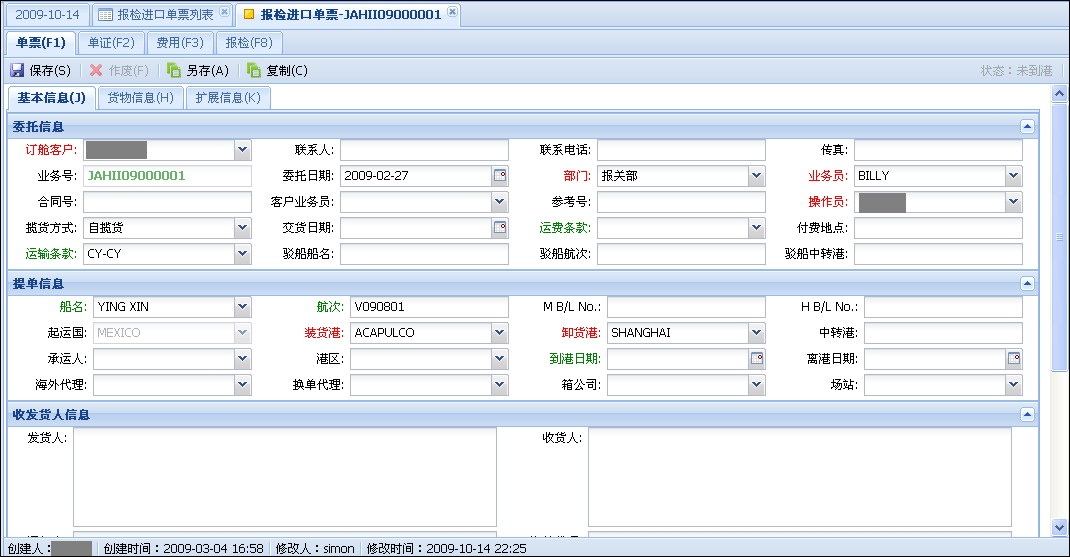 2009-10-14 报检进口单票列表 报检进口单票-JAHII09000001
单票(F1) 单证(F2) 费用(F3) 报检(F8)
保存(S) 作废(F) 另存(A) 复制(C) 状态：未到港
基本信息(J) 货物信息(H) 扩展信息(K)
委托信息
订舱客户: 联系人: 联系电话: 传真:
业务号: JAHII09000001 委托日期: 2009-02-27 部门: 报关部 业务员: BILLY
合同号: 客户业务员: 参考号: 操作员:
揽货方式: 自揽货 交货日期: 运费条款: 付费地点:
运输条款: CY-CY 驳船船名: 驳船航次: 驳船中转港:
提单信息
船名: YING XIN 航次: V090801 M B/L No.: H B/L No.:
起运国: MEXICO 装货港: ACAPULCO 卸货港: SHANGHAI 中转港:
承运人: 港区: 到港日期: 离港日期:
海外代理: 换单代理: 箱公司: 场站:
收发货人信息
发货人: 收货人:
创建人： 创建时间：2009-03-04 16:58 修改人：simon 修改时间：2009-10-14 22:25